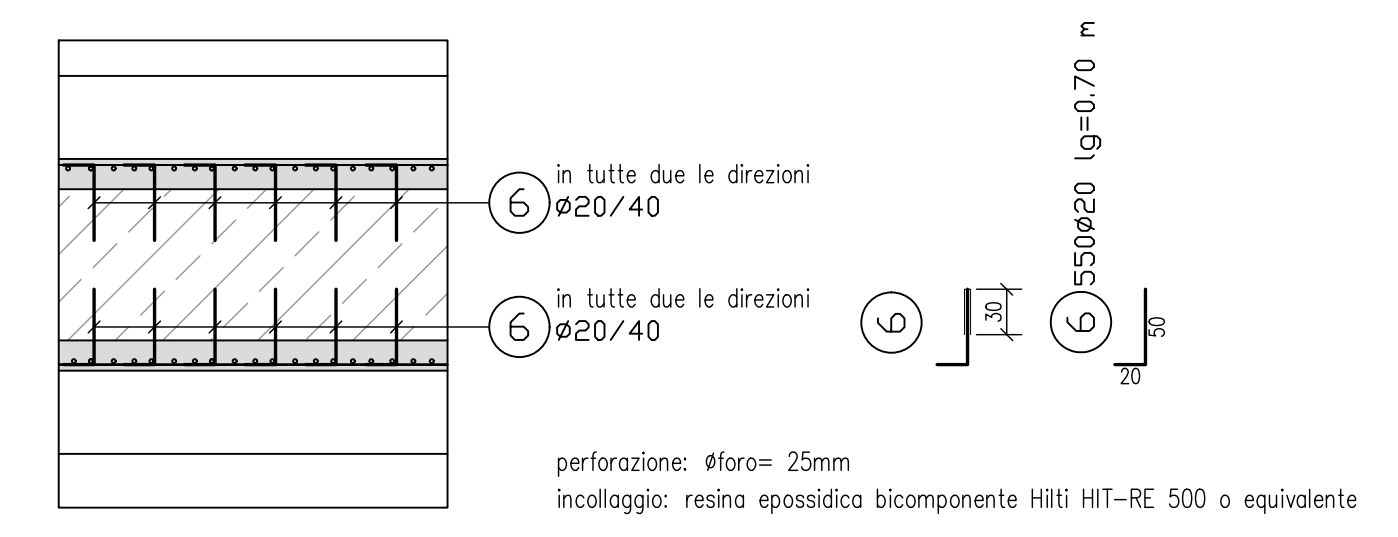 6
in tutte due le direzioni
Ø20/40
6
in tutte due le direzioni
Ø20/40
6
30
6
550Ø20 lg=0.70 m
50
20
perforazione: Øforo= 25mm
incollaggio: resina epossidica bicomponente Hilti HIT-RE 500 o equivalente